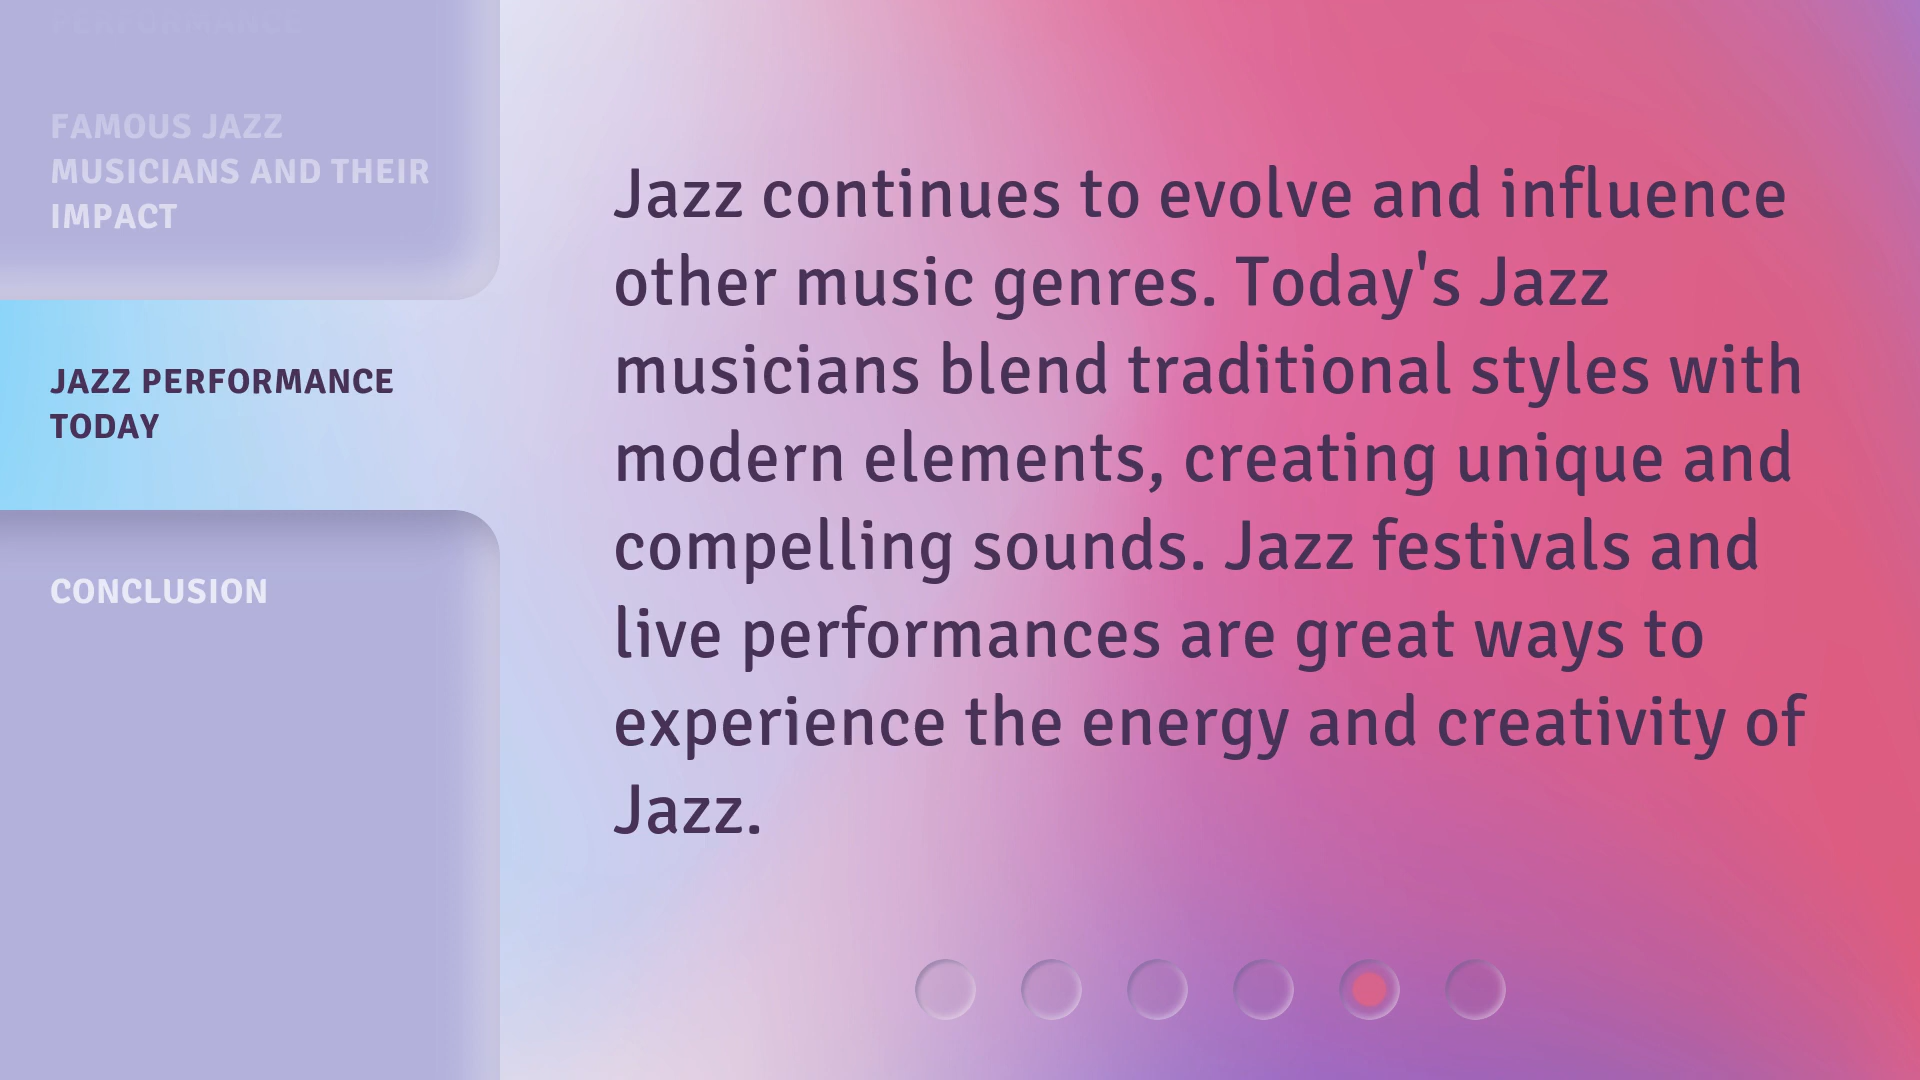 PERFORMANCE
FAMOUS JAZZ
MUSICIANS AND THEIR
IMPACT
JAZZ PERFORMANCE
TODAY
CONCLUSION
Jazz continues to evolve and influence
other music genres. Today's Jazz
musicians blend traditional styles with
modern elements, creating unique and
compelling sounds. Jazz festivals and
live performances are great ways to
experience the energy and creativity of
Jazz.